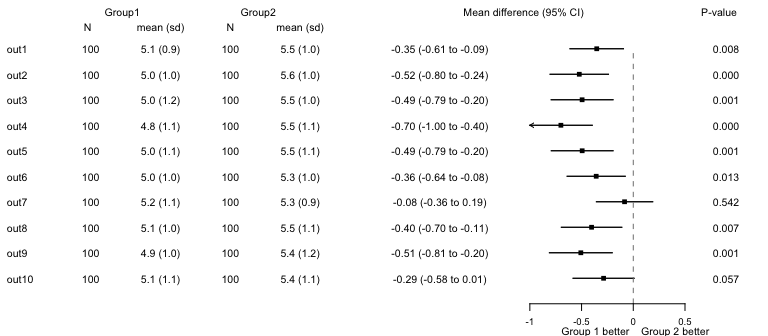 Group1 Group2 Mean difference (95% CI) P-value
N mean (sd) N mean (sd)
out1 100 5.1 (0.9) 100 5.5 (1.0) -0.35 (-0.61 to -0.09) 0.008
out2 100 5.0 (1.0) 100 5.6 (1.0) -0.52 (-0.80 to -0.24) 0.000
out3 100 5.0 (1.2) 100 5.5 (1.0) -0.49 (-0.79 to -0.20) 0.001
out4 100 4.8 (1.1) 100 5.5 (1.1) -0.70 (-1.00 to -0.40) 0.000
out5 100 5.0 (1.1) 100 5.5 (1.1) -0.49 (-0.79 to -0.20) 0.001
out6 100 5.0 (1.0) 100 5.3 (1.0) -0.36 (-0.64 to -0.08) 0.013
out7 100 5.2 (1.1) 100 5.3 (0.9) -0.08 (-0.36 to 0.19) 0.542
out8 100 5.1 (1.0) 100 5.5 (1.1) -0.40 (-0.70 to -0.11) 0.007
out9 100 4.9 (1.0) 100 5.4 (1.2) -0.51 (-0.81 to -0.20) 0.001
out10 100 5.1 (1.1) 100 5.4 (1.1) -0.29 (-0.58 to 0.01) 0.057
-1 -0.5 0 0.5
Group 1 better Group 2 better